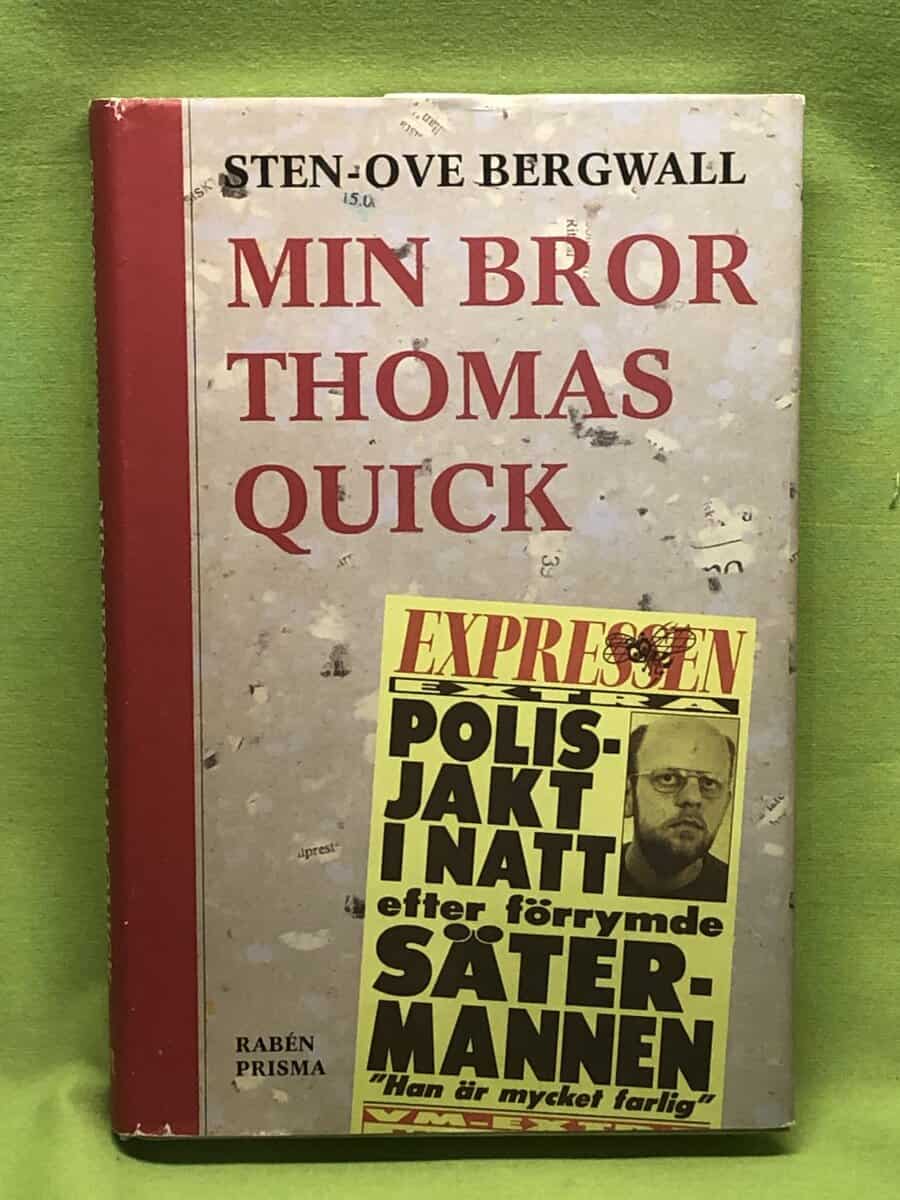 STEN-OVE BERGWALL
MIN BROR
THOMAS
QUICK
EXPRESSEN
EXTRA
POLIS-
JAKT
I NATT
efter förrymde
SÄTER-
MANNEN
"Han är mycket farlig"
RABÉN
PRISMA